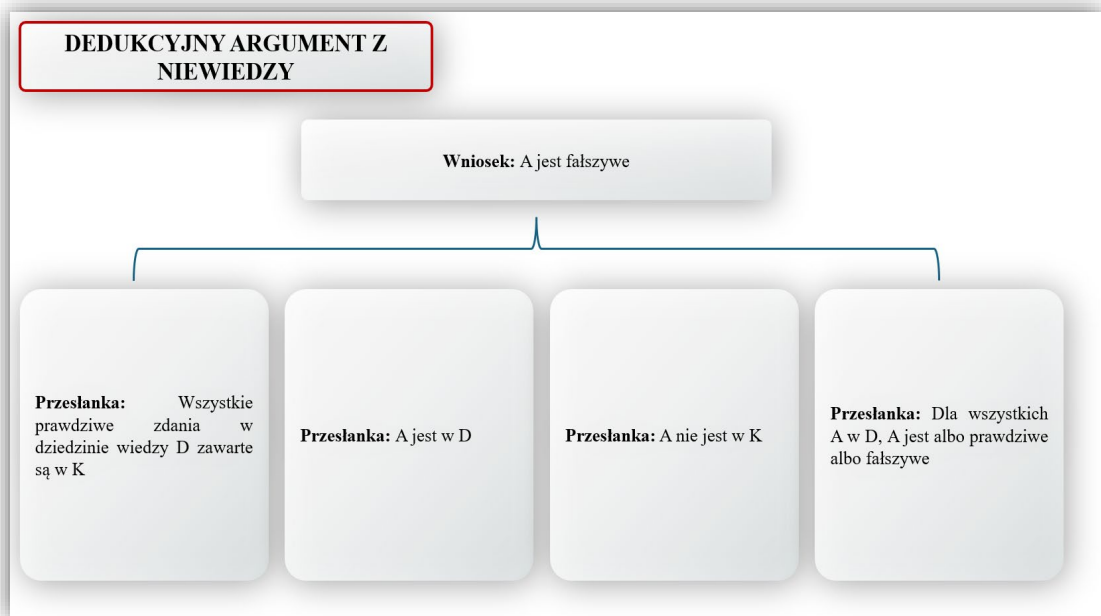 DEDUKCYJNY ARGUMENT Z
NIEWIEDZY
Wniosek: A jest fałszywe
Przesłanka: Wszystkie
prawdziwe zdania w
dziedzinie wiedzy D zawarte
są w K
Przesłanka: A jest w D
Przesłanka: A nie jest w K
Przesłanka: Dla wszystkich
A w D, A jest albo prawdziwe
albo fałszywe